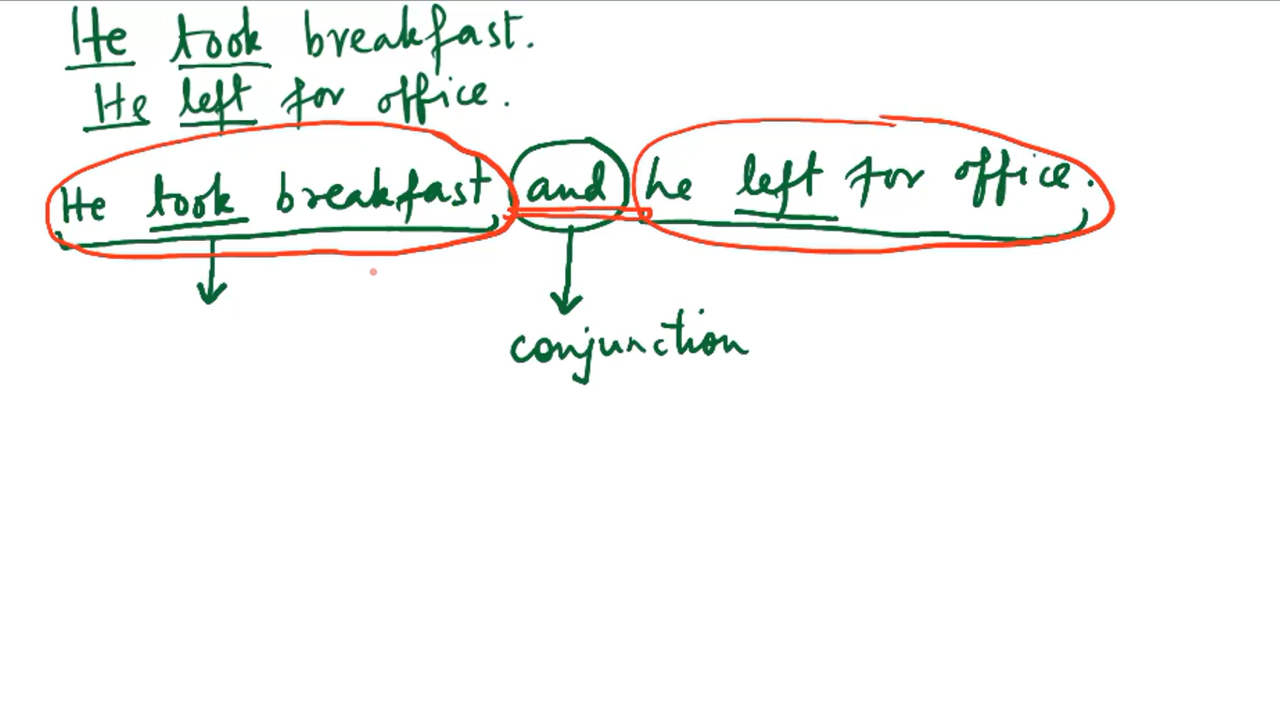 He took breakfast.
He left for office.
He took breakfast and he left for office.
conjunction